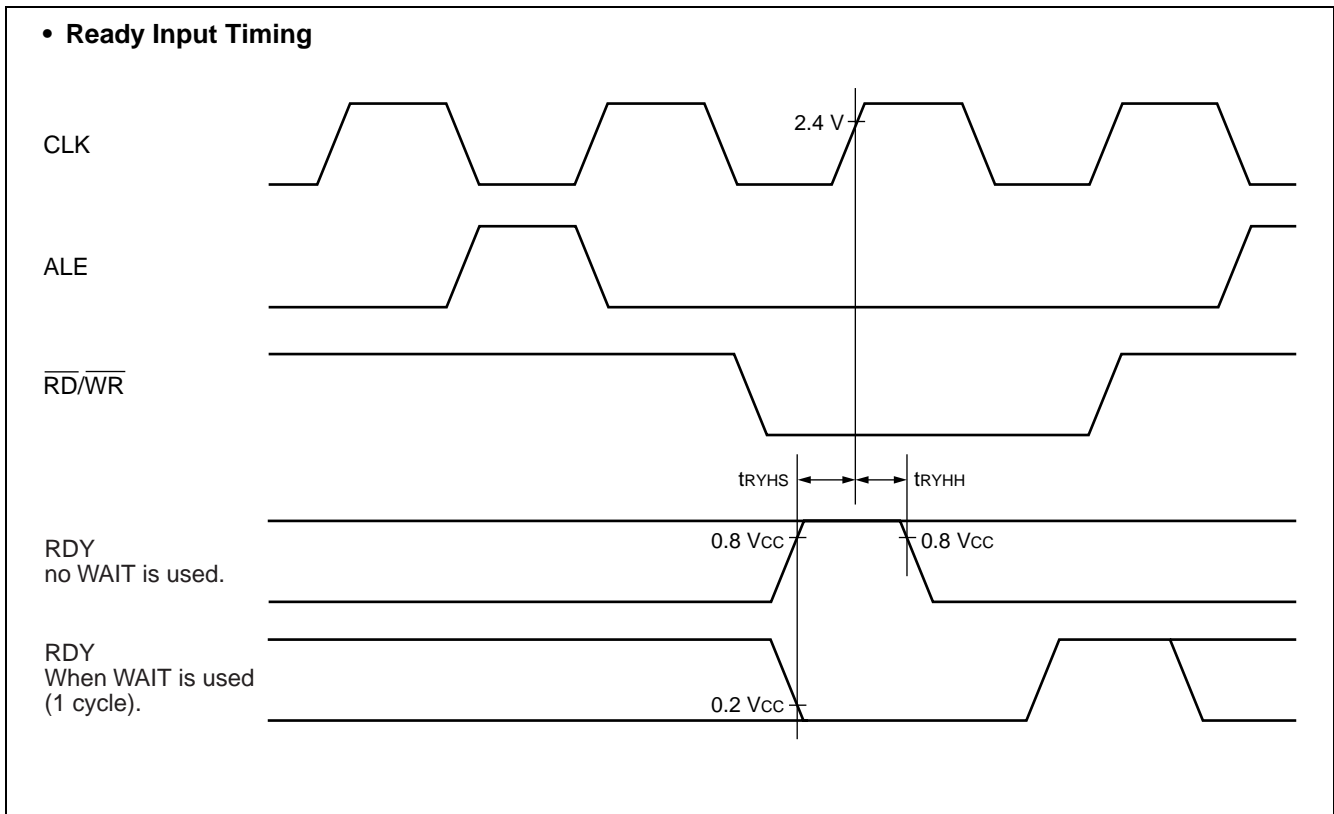 • Ready Input Timing
CLK
2.4 V
ALE
RD/WR
tRYHS
tRYHH
RDY
no WAIT is used.
0.8 VCC
0.8 VCC
RDY
When WAIT is used
(1 cycle).
0.2 VCC